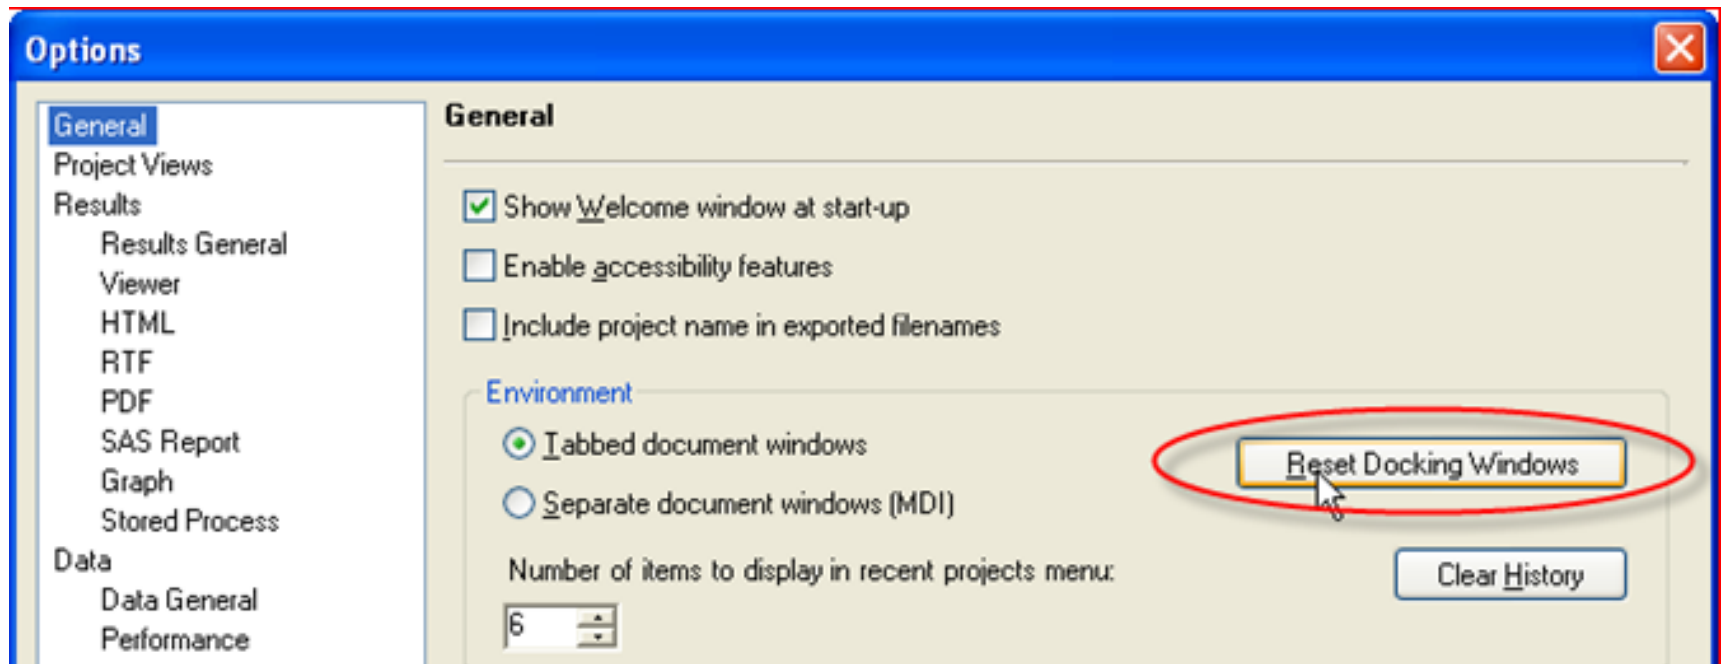 Options
General
Project Views
Results
Results General
Viewer
HTML
RTF
PDF
SAS Report
Graph
Stored Process
Data
Data General
Performance
General
Show Welcome window at start-up
Enable accessibility features
Include project name in exported filenames
Environment
Tabbed document windows
Reset Docking Windows
Separate document windows (MDI)
Number of items to display in recent projects menu:
Clear History
6